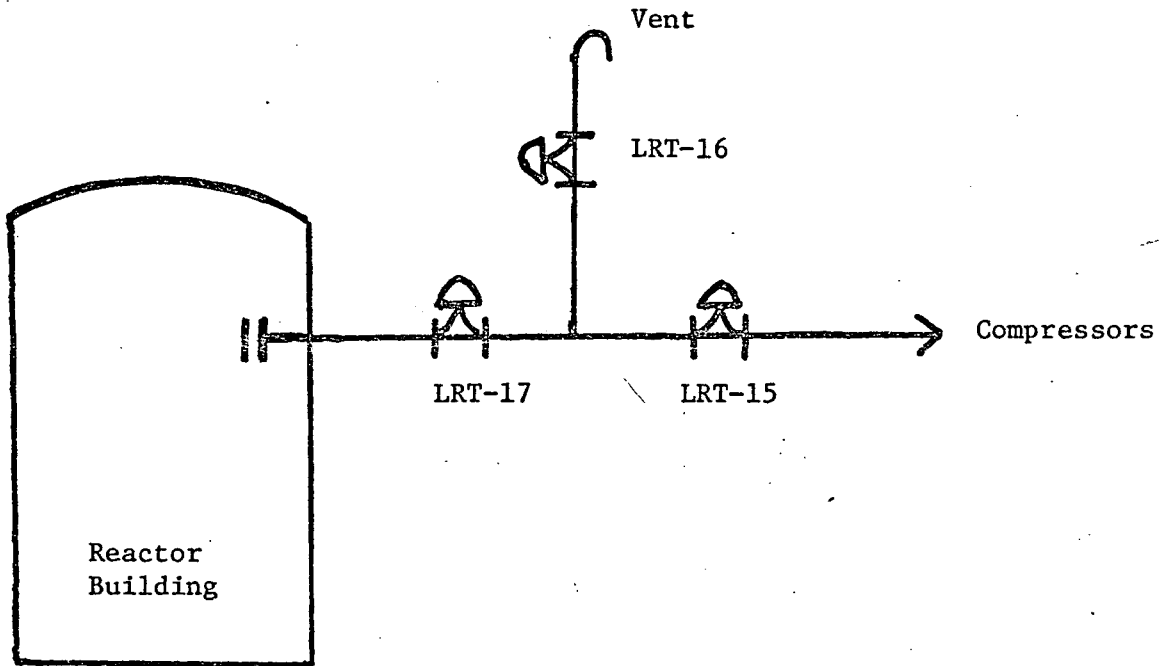 Vent
LRT-16
Compressors
LRT-17
LRT-15
Reactor
Building